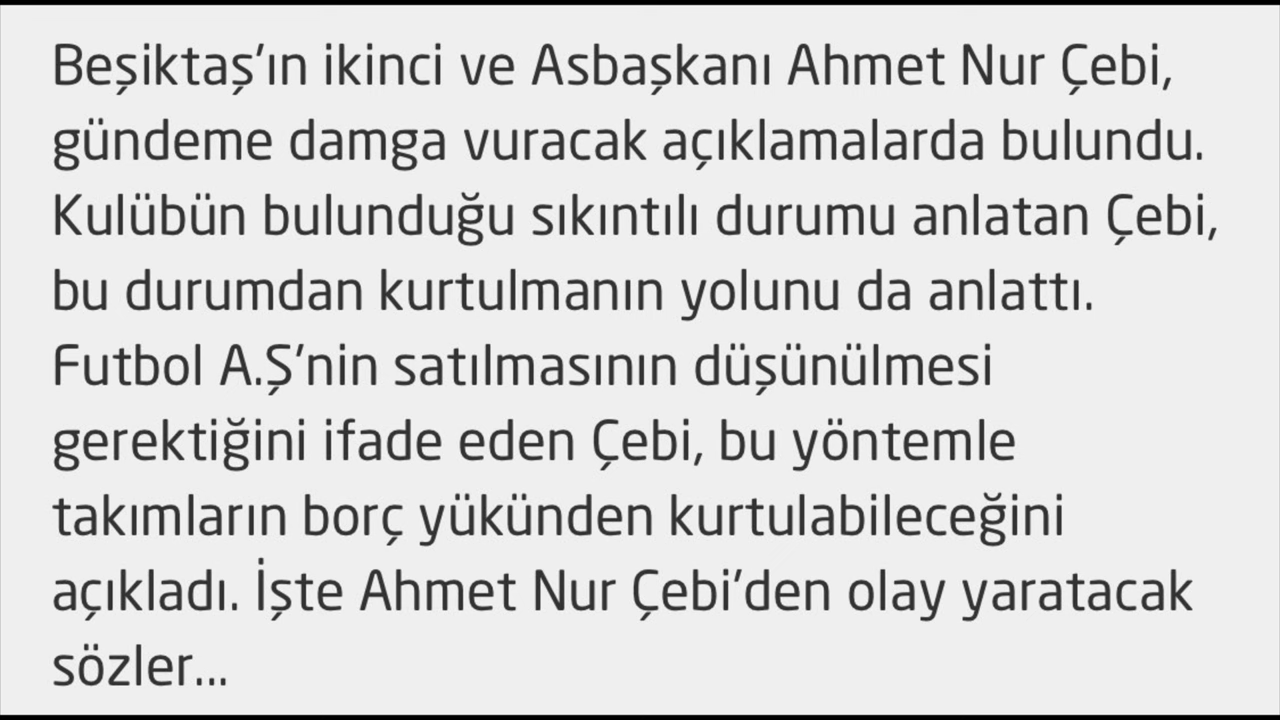 Beşiktaş’ın ikinci ve Asbaşkanı Ahmet Nur Çebi,
gündeme damga vuracak açıklamalarda bulundu.
Kulübün bulunduğu sıkıntılı durumu anlatan Çebi,
bu durumdan kurtulmanın yolunu da anlattı.
Futbol A.Ş’nin satılmasının düşünülmesi
gerektiğini ifade eden Çebi, bu yöntemle
takımların borç yükünden kurtulabileceğini
açıkladı. İşte Ahmet Nur Çebi’den olay yaratacak
sözler...